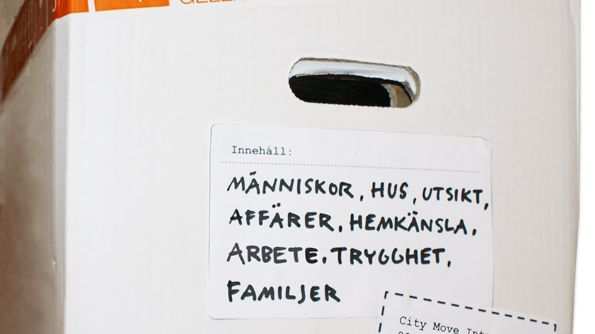 Innehåll:
MÄNNISKOR, HUS, UTSIKT,
AFFÄRER, HEMKÄNSLA,
ARBETE, TRYGGHET,
FAMILJER
City Move